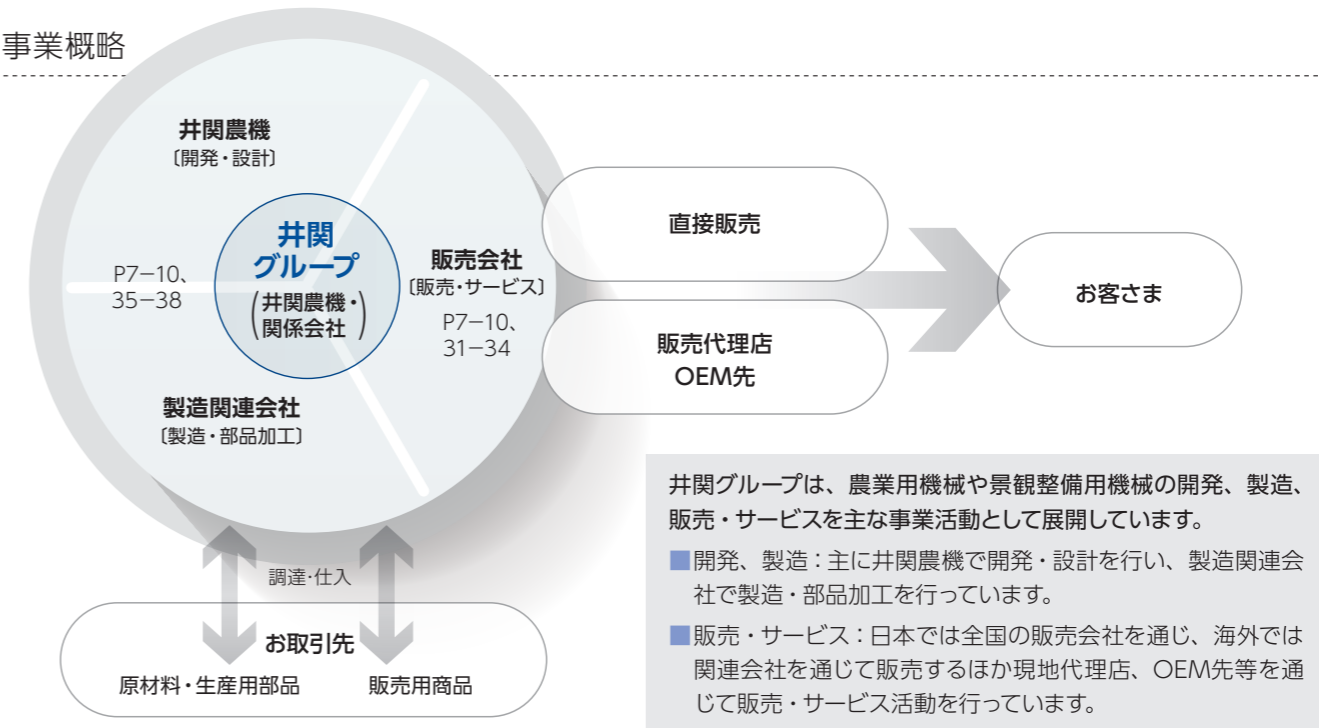 事業概略
井関農機
〔開発・設計〕
井関
グループ
(井関農機・
関係会社)
P7−10、
35−38
販売会社
〔販売・サービス〕
P7−10、
31−34
製造関連会社
〔製造・部品加工〕
直接販売
販売代理店
OEM先
お客さま
調達・仕入
お取引先
原材料・生産用部品 販売用商品
井関グループは、農業用機械や景観整備用機械の開発、製造、
販売・サービスを主な事業活動として展開しています。
■開発、製造：主に井関農機で開発・設計を行い、製造関連会
社で製造・部品加工を行っています。
■販売・サービス：日本では全国の販売会社を通じ、海外では
関連会社を通じて販売するほか現地代理店、OEM先等を通
じて販売・サービス活動を行っています。